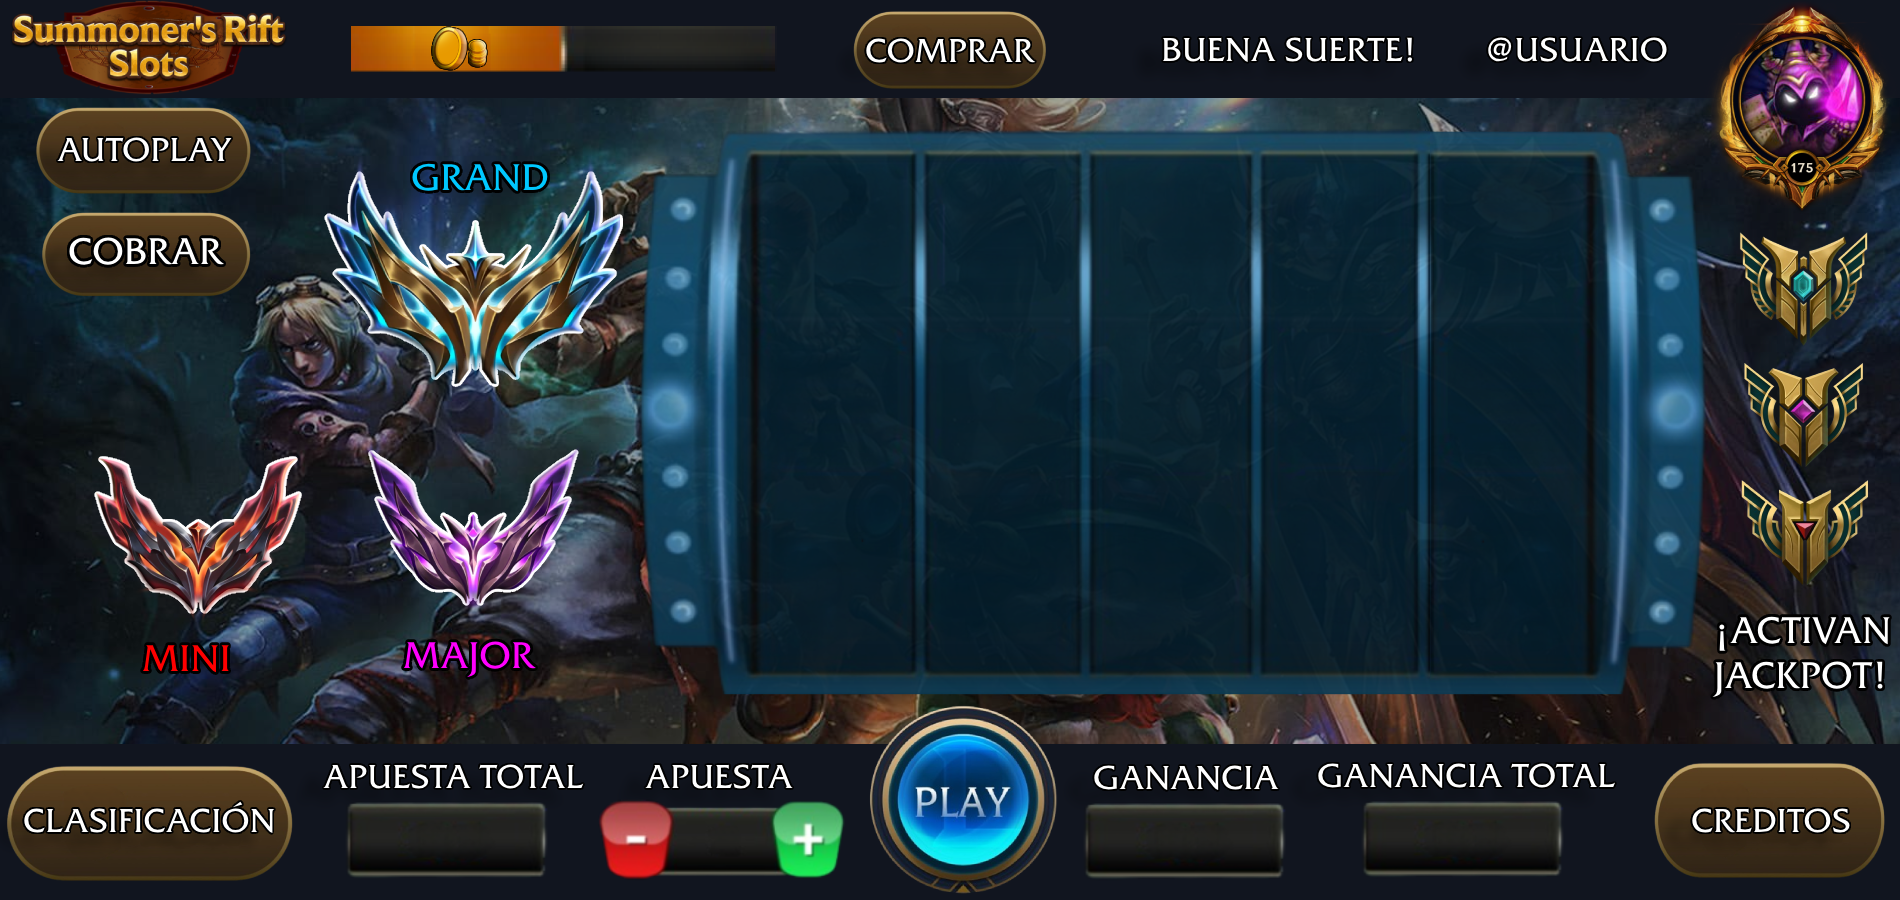 Summoner's Rift
Slots
COMPRAR
BUENA SUERTE!
@USUARIO
175
AUTOPLAY
COBRAR
GRAND
MINI
MAJOR
¡ACTIVAN
JACKPOT!
CLASIFICACIÓN
APUESTA TOTAL
APUESTA
-
+
PLAY
GANANCIA
GANANCIA TOTAL
CREDITOS